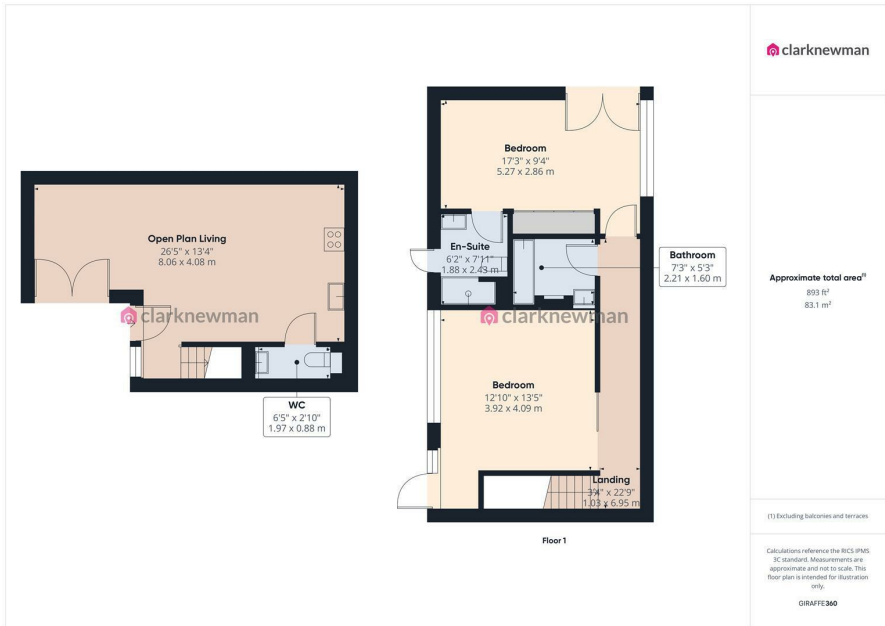 Open Plan Living
26'5" x 13'4"
8.06 x 4.08 m
clarknewman
WC
6'5" x 2'10"
1.97 x 0.88 m
Bedroom
17'3" x 9'4"
5.27 x 2.86 m
En-Suite
6'2" x 7'11"
1.88 x 2.43 m
Bathroom
7'3" x 5'3"
2.21 x 1.60 m
clarknewman
Bedroom
12'10" x 13'5"
3.92 x 4.09 m
Landing
3'4" x 22'9"
1.03 x 6.95 m
Floor 1
clarknewman
Approximate total area(1)
893 ft²
83.1 m²
(1) Excluding balconies and terraces
Calculations reference the RICS IPMS
3C standard. Measurements are
approximate and not to scale. This
floor plan is intended for illustration
only.
GIRAFFE360